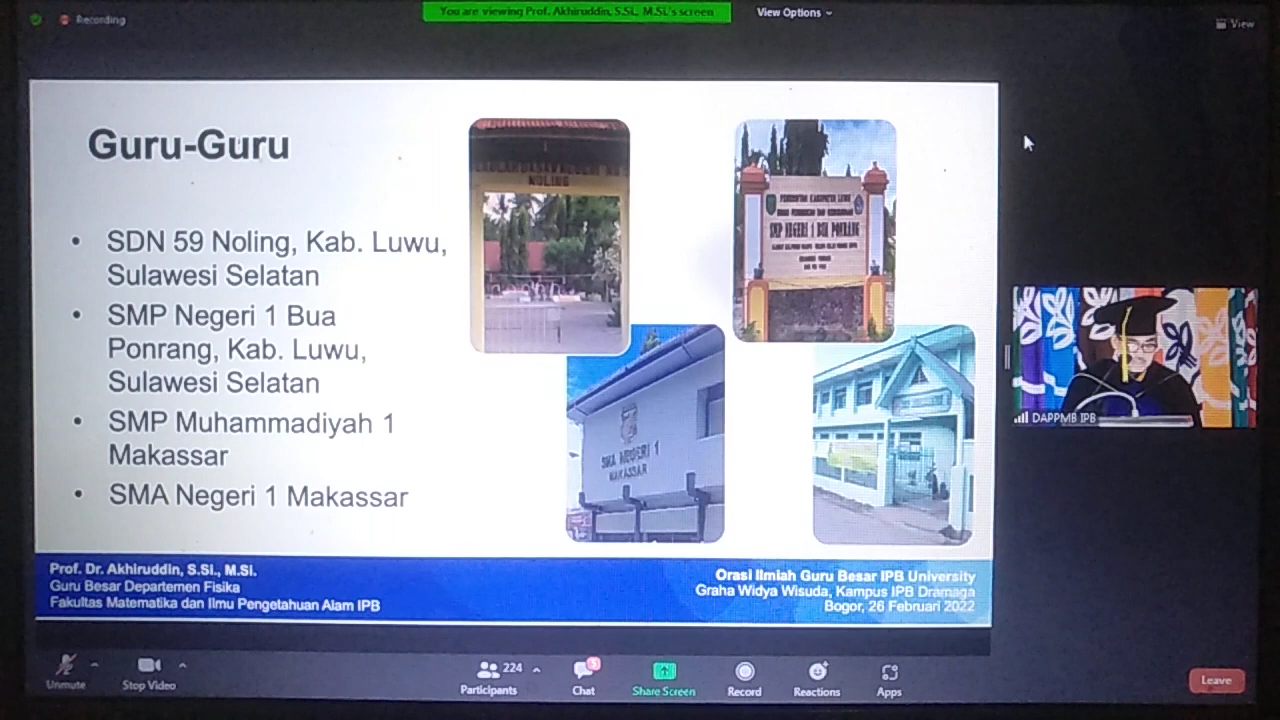 Recording
You are viewing Prof. Akhiruddin, S.Si., M.Si's screen
View Options
View
Guru-Guru
• SDN 59 Noling, Kab. Luwu,
Sulawesi Selatan
• SMP Negeri 1 Bua
Ponrang, Kab. Luwu,
Sulawesi Selatan
• SMP Muhammadiyah 1
Makassar
• SMA Negeri 1 Makassar
NOLING
PEMERINTAH KABUPATEN LUWU
SMP NEGERI 1 BUA PONRANG
SMA NEGERI 1
MAKASSAR
DAPPMB IPB
Prof. Dr. Akhiruddin, S.Si., M.Si.
Guru Besar Departemen Fisika
Fakultas Matematika dan Ilmu Pengetahuan Alam IPB
Orasi Ilmiah Guru Besar IPB University
Graha Widya Wisuda, Kampus IPB Dramaga
Bogor, 26 Februari 2022
Unmute
Stop Video
224
Participants
5
Chat
Share Screen
Record
Reactions
Apps
Leave